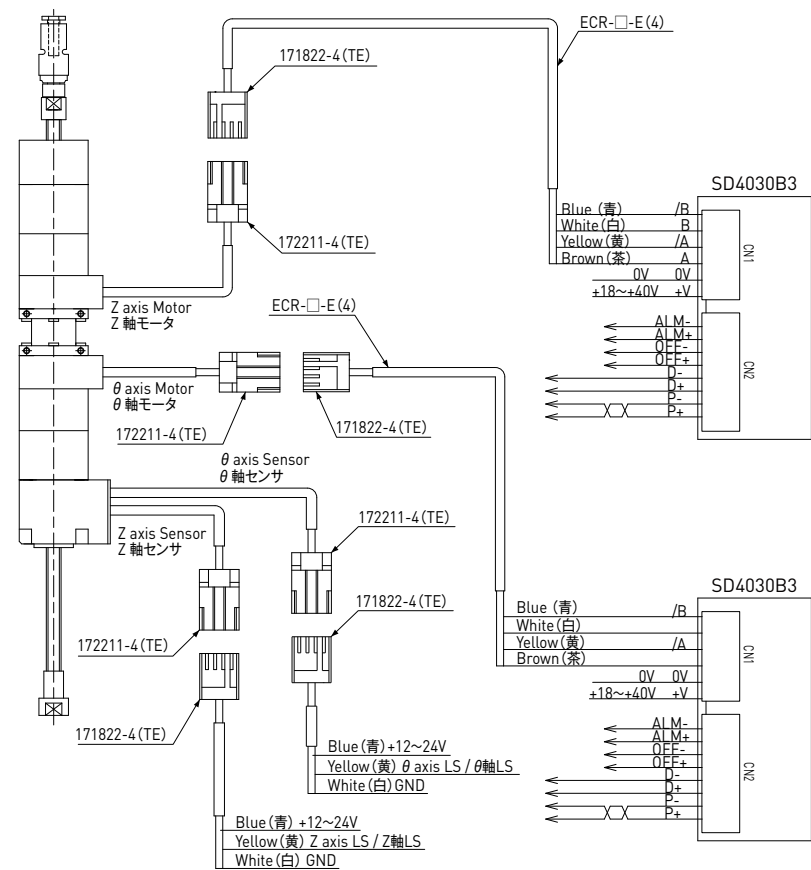 ECR-□-E(4)
171822-4(TE)
SD4030B3
172211-4(TE)
Blue (青) /B
White(白) B
Yellow(黄) /A
Brown(茶) A
0V 0V
+18~+40V +V
CN1
Z axis Motor
Z 軸モータ
ECR-□-E(4)
ALM-
ALM+
OFF-
OFF+
D-
D+
P-
P+
CN2
θ axis Motor
θ 軸モータ
172211-4(TE)
171822-4(TE)
θ axis Sensor
θ 軸センサ
Z axis Sensor
Z 軸センサ
172211-4(TE)
SD4030B3
171822-4(TE)
Blue (青) /B
White(白)
Yellow(黄) /A
Brown(茶)
0V 0V
+18~+40V +V
CN1
172211-4(TE)
ALM-
ALM+
OFF-
OFF+
D-
D+
P-
P+
CN2
171822-4(TE)
Blue(青)+12~24V
Yellow(黄) θ axis LS / θ軸LS
White(白)GND
Blue(青) +12~24V
Yellow(黄) Z axis LS / Z軸LS
White(白) GND